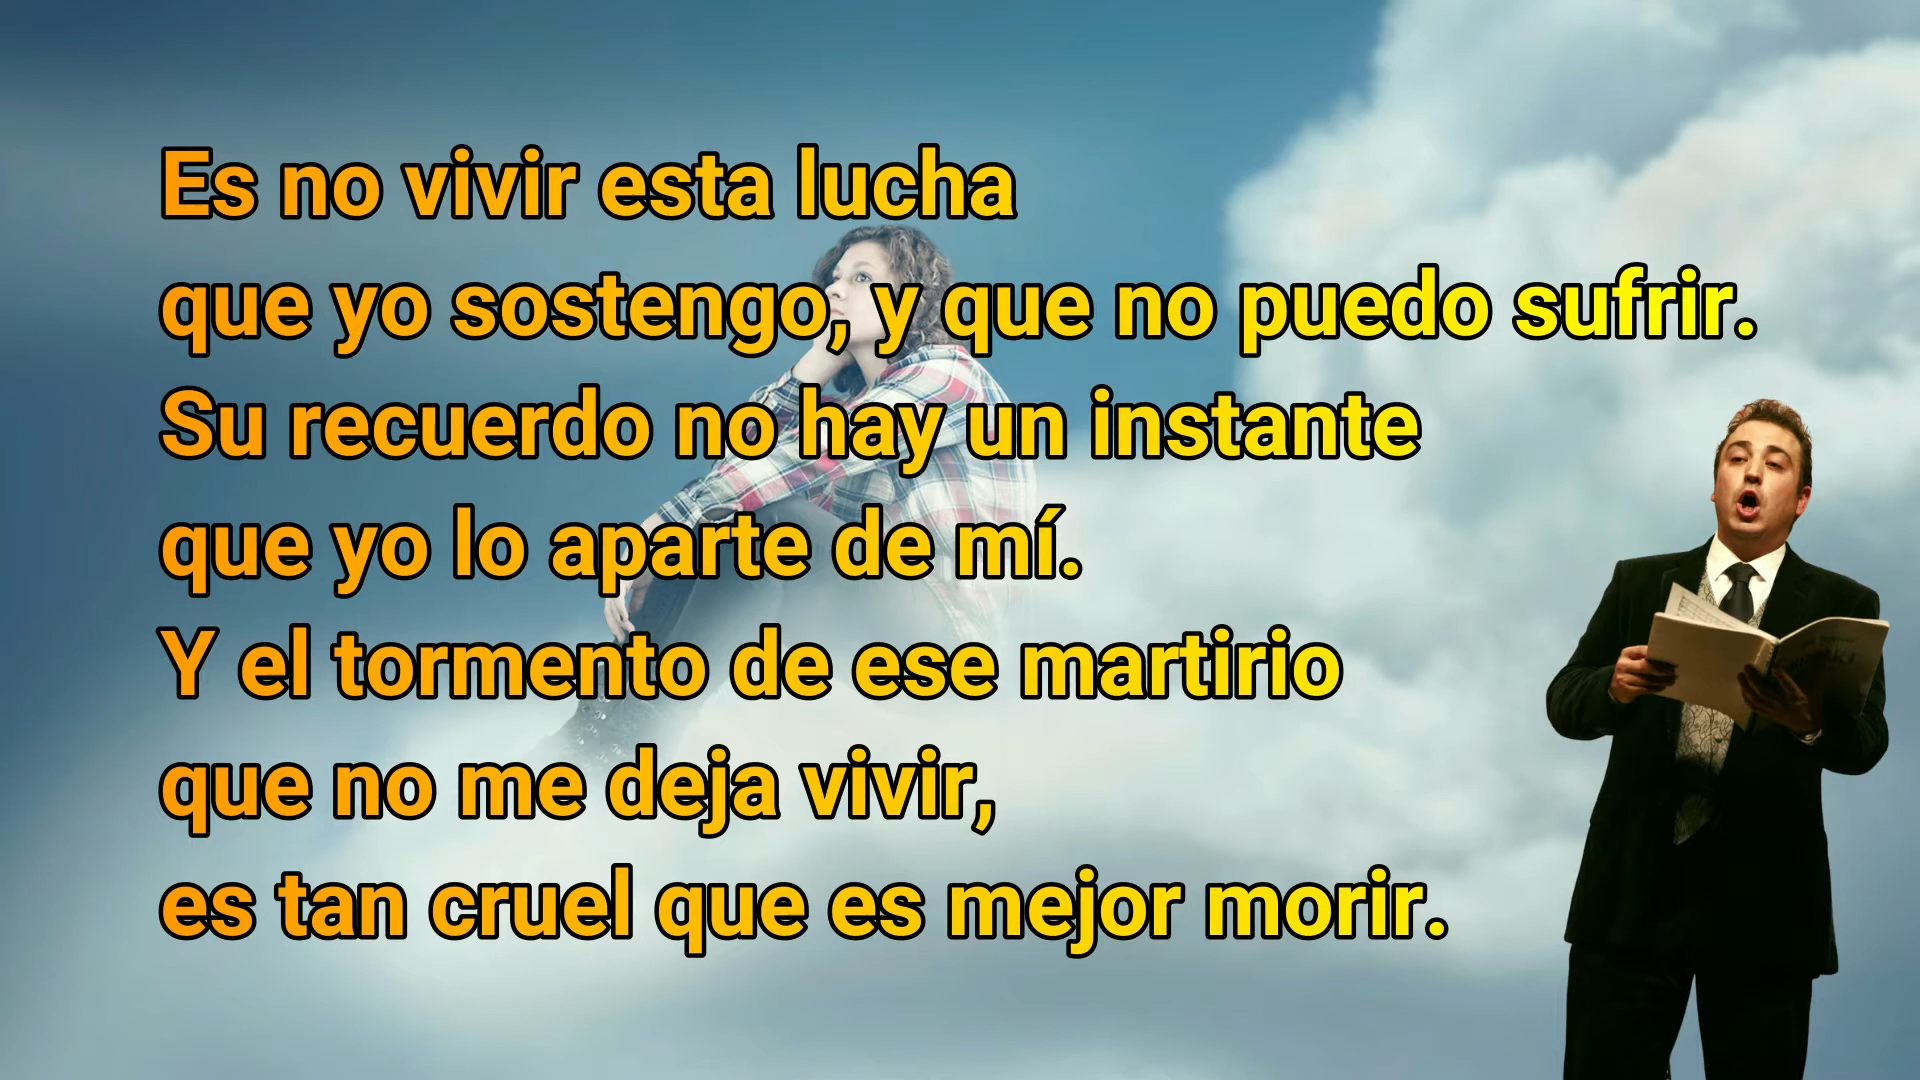 Es no vivir esta lucha
que yo sostengo, y que no puedo sufrir.
Su recuerdo no hay un instante
que yo lo aparte de mí.
Y el tormento de ese martirio
que no me deja vivir,
es tan cruel que es mejor morir.